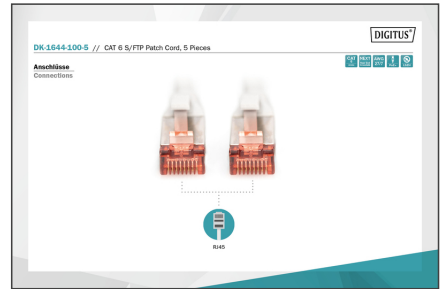 DIGITUS®
DK-1644-100-5 // CAT 6 S/FTP Patch Cord, 5 Pieces
Anschlüsse
Connections
RJ45